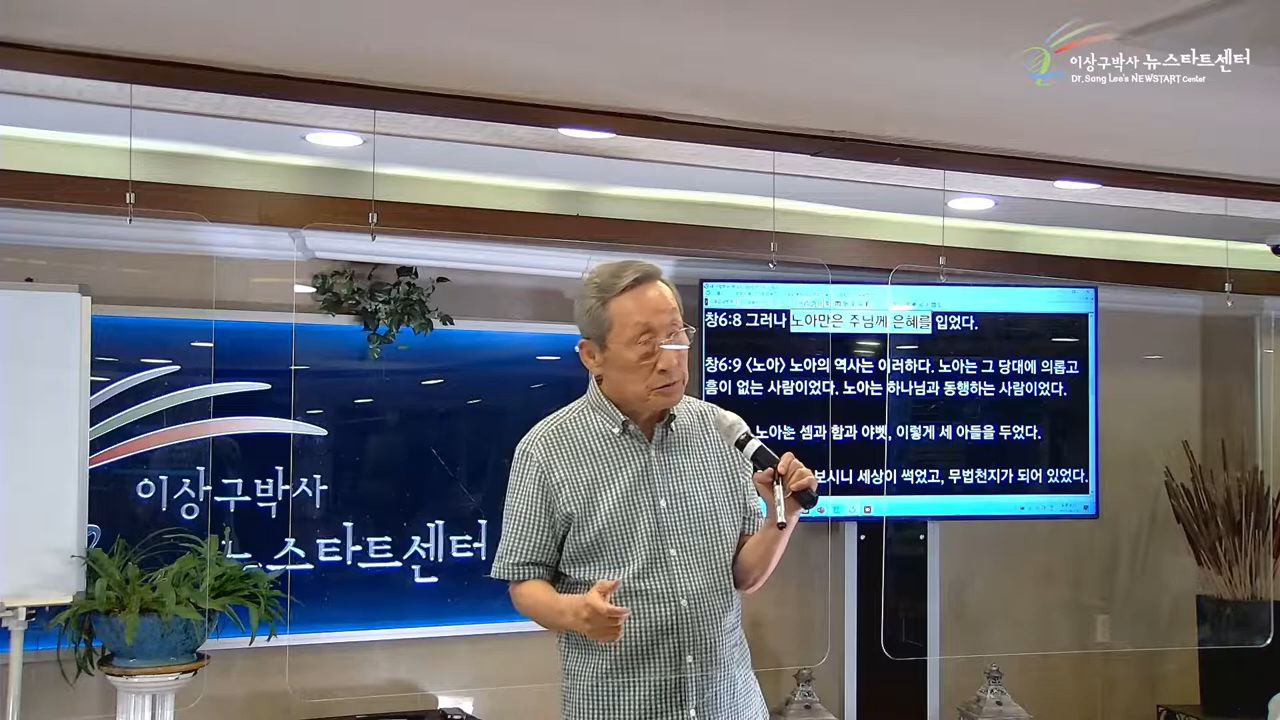 이상구박사 뉴스타트센터
Dr. Sang Lee's NEWSTART Center
창6:8 그러나 노아만은 주님께 은혜를 입었다.
창6:9 〈노아〉 노아의 역사는 이러하다. 노아는 그 당대에 의롭고
흠이 없는 사람이었다. 노아는 하나님과 동행하는 사람이었다.
노아는 셈과 함과 야벳, 이렇게 세 아들을 두었다.
보시니 세상이 썩었고, 무법천지가 되어 있었다.
이상구박사
뉴스타트센터